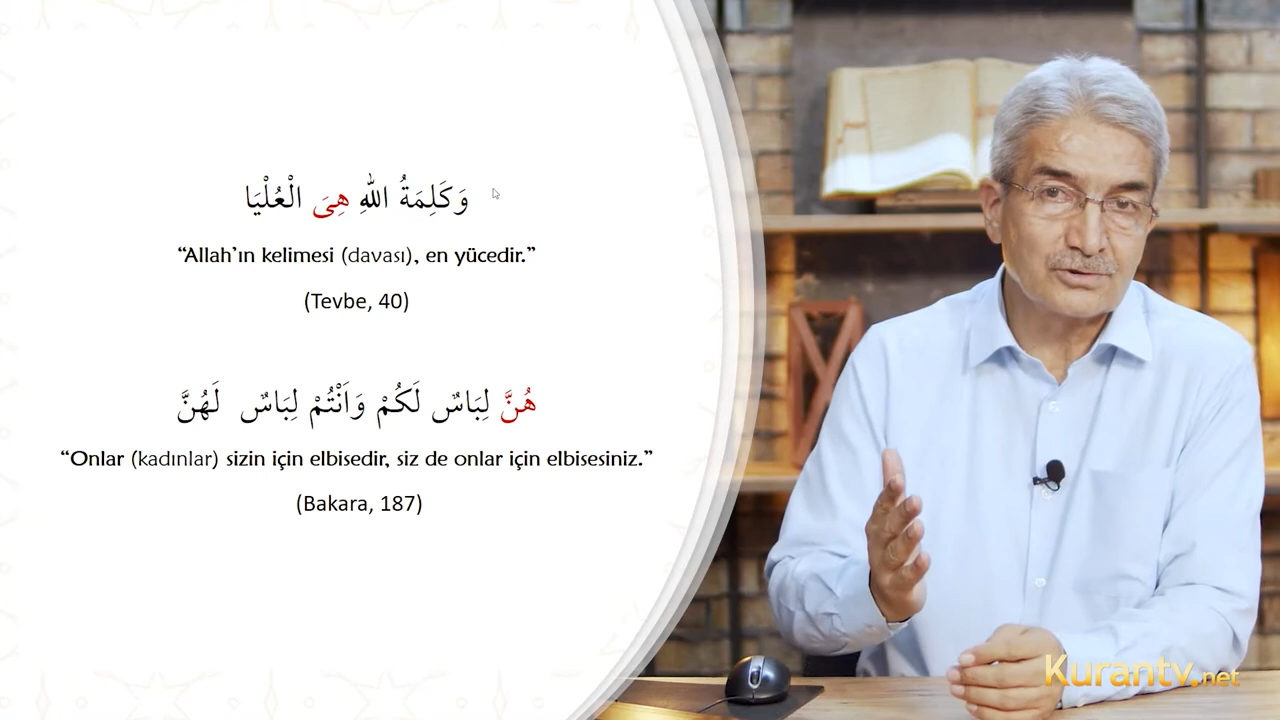 وَكَلِمَةُ اللهِ هِيَ الْعُلْيَا
“Allah’ın kelimesi (davası), en yücedir.”
(Tevbe, 40)
هُنَّ لِبَاسٌ لَكُمْ وَاَنْتُمْ لِبَاسٌ لَهُنَّ
“Onlar (kadınlar) sizin için elbisedir, siz de onlar için elbisesiniz.”
(Bakara, 187)
Kurantv.net